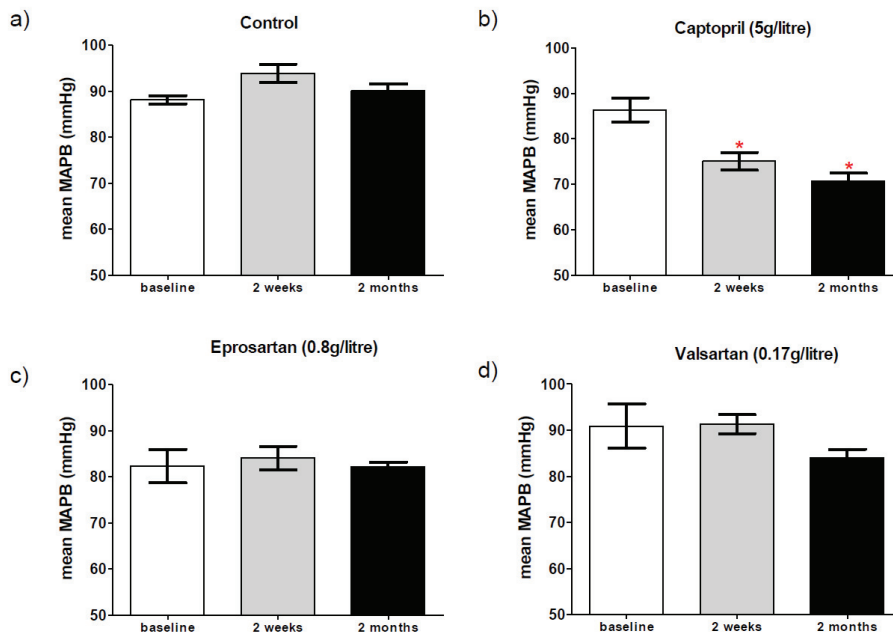 a)
Control
mean MAPB (mmHg)
100
90
80
70
60
50
baseline
2 weeks
2 months
b)
Captopril (5g/litre)
mean MAPB (mmHg)
100
90
80
70
60
50
*
*
baseline
2 weeks
2 months
c)
Eprosartan (0.8g/litre)
mean MAPB (mmHg)
100
90
80
70
60
50
baseline
2 weeks
2 months
d)
Valsartan (0.17g/litre)
mean MAPB (mmHg)
100
90
80
70
60
50
baseline
2 weeks
2 months